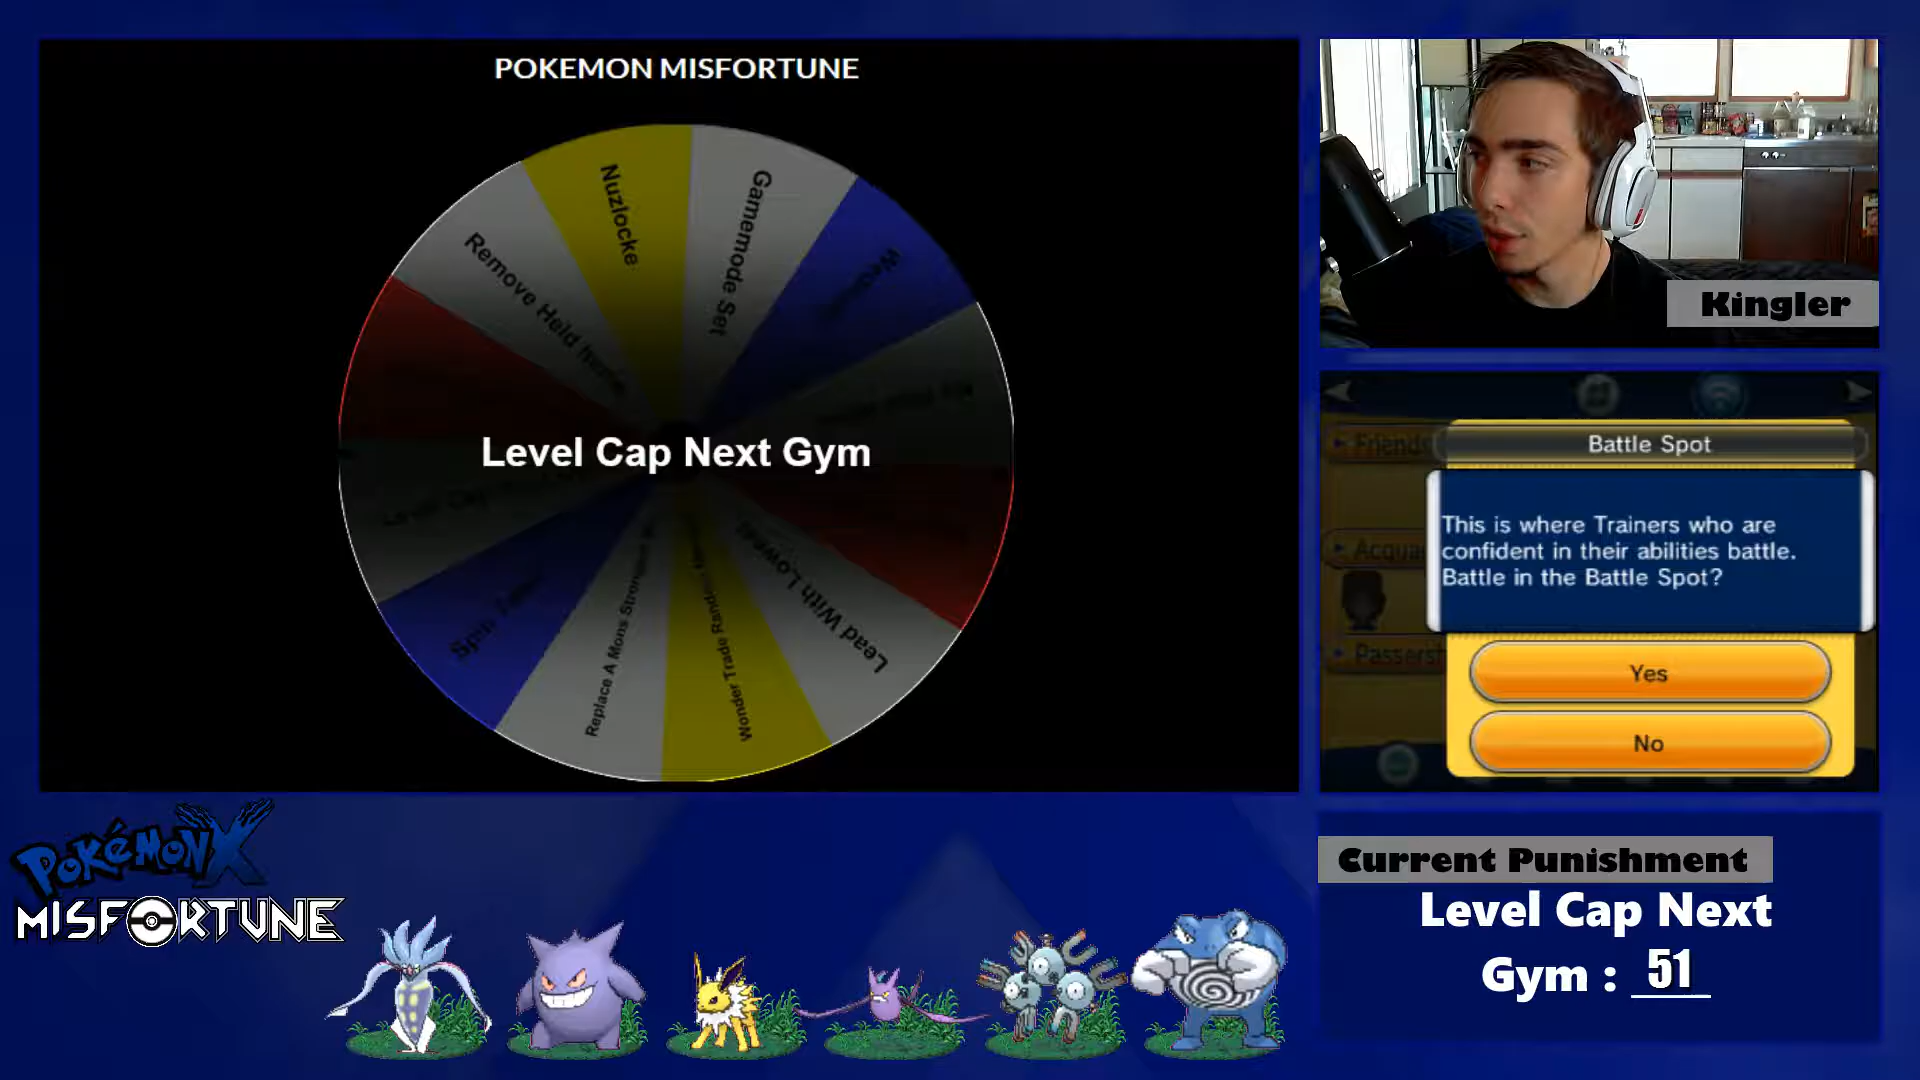 POKEMON MISFORTUNE
Nuzlocke
Gamemode Set
Remove Held Items
Level Cap Next Gym
Lead With Lowest
Replace A Mons Strongest
Wonder Trade Random
Kingler
Friends
Battle Spot
This is where Trainers who are
confident in their abilities battle.
Battle in the Battle Spot?
Yes
No
PokémonX
MISFORTUNE
Current Punishment
Level Cap Next
Gym : 51